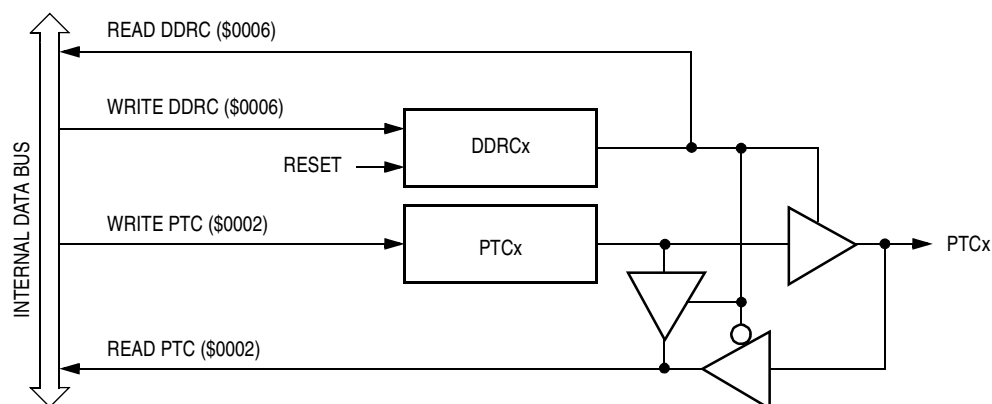 READ DDRC ($0006)
WRITE DDRC ($0006)
DDRCx
RESET
INTERNAL DATA BUS
WRITE PTC ($0002)
PTCx
PTCx
READ PTC ($0002)